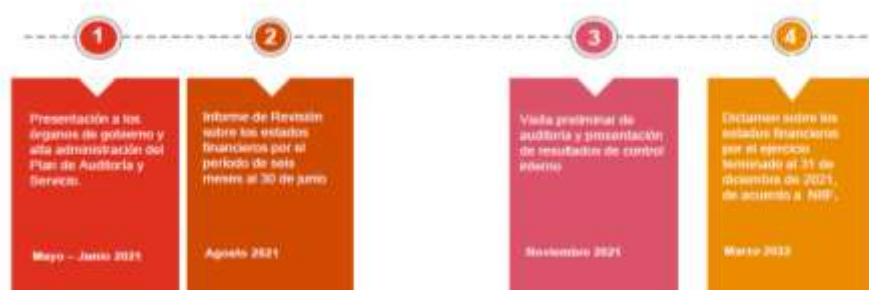 1
2
3
4
Presentación a los
órganos de gobierno y
alta administración del
Plan de Auditoría y
Servicio.
Mayo – Junio 2021
Informe de Revisión
sobre los estados
financieros por el
período de seis
meses al 30 de junio
Agosto 2021
Visita preliminar de
auditoría y presentación
de resultados de control
interno
Noviembre 2021
Dictamen sobre los
estados financieros
por el ejercicio
terminado al 31 de
diciembre de 2021,
de acuerdo a NIIF.
Marzo 2022